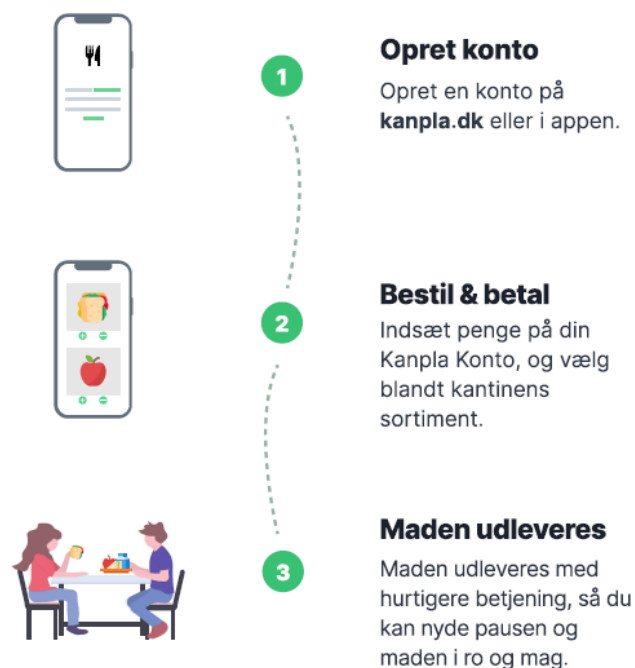 1
Opret konto
Opret en konto på
kanpla.dk eller i appen.
2
Bestil & betal
Indsæt penge på din
Kanpla Konto, og vælg
blandt kantinens
sortiment.
3
Maden udleveres
Maden udleveres med
hurtigere betjening, så du
kan nyde pausen og
maden i ro og mag.